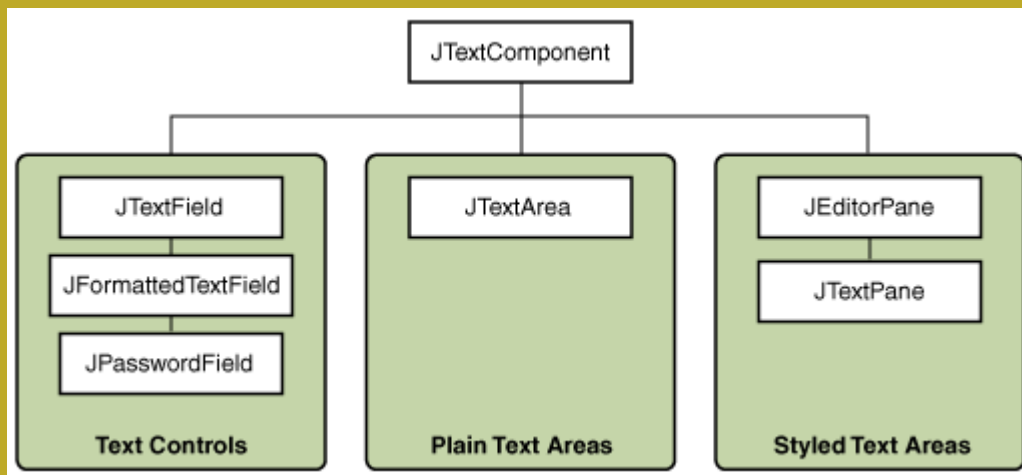 JTextComponent
JTextField
JFormattedTextField
JPasswordField
Text Controls
JTextArea
Plain Text Areas
JEditorPane
JTextPane
Styled Text Areas